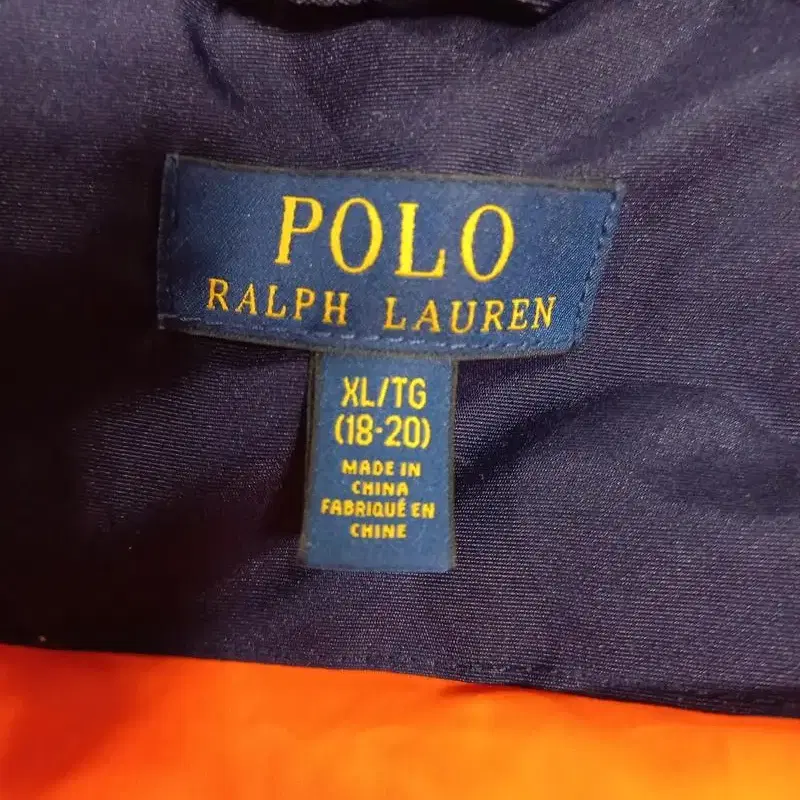 POLO
RALPH LAUREN
XL/TG
(18-20)
MADE IN
CHINA
FABRIQUÉ EN
CHINE